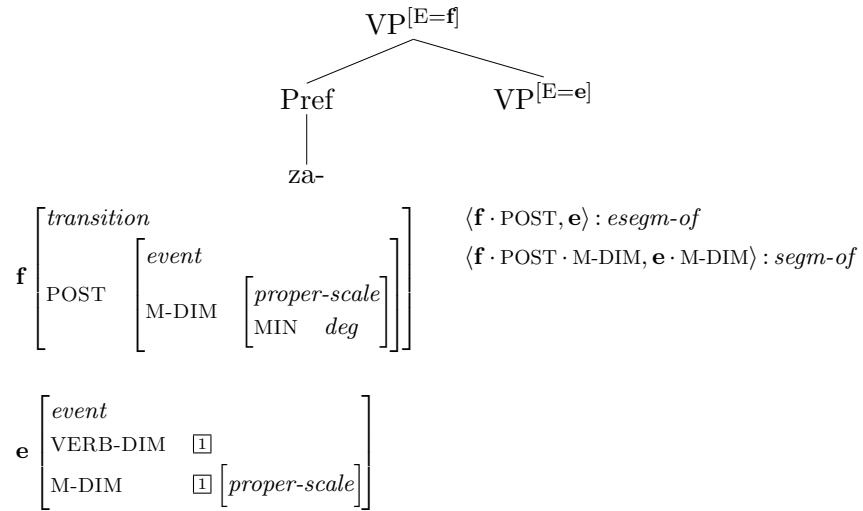 VP[E=f]
Pref VP[E=e]
za-
f [transition
POST [event
M-DIM [proper-scale
MIN deg]]]
⟨f · POST, e⟩ : esegm-of
⟨f · POST · M-DIM, e · M-DIM⟩ : segm-of
e [event
VERB-DIM 1
M-DIM 1 [proper-scale]]